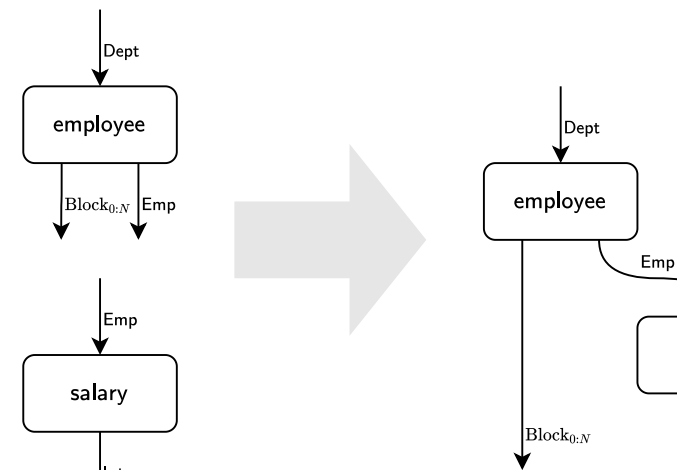 Dept
employee
Block₀:N Emp
Emp
salary
Dept
employee
Emp
Block₀:N